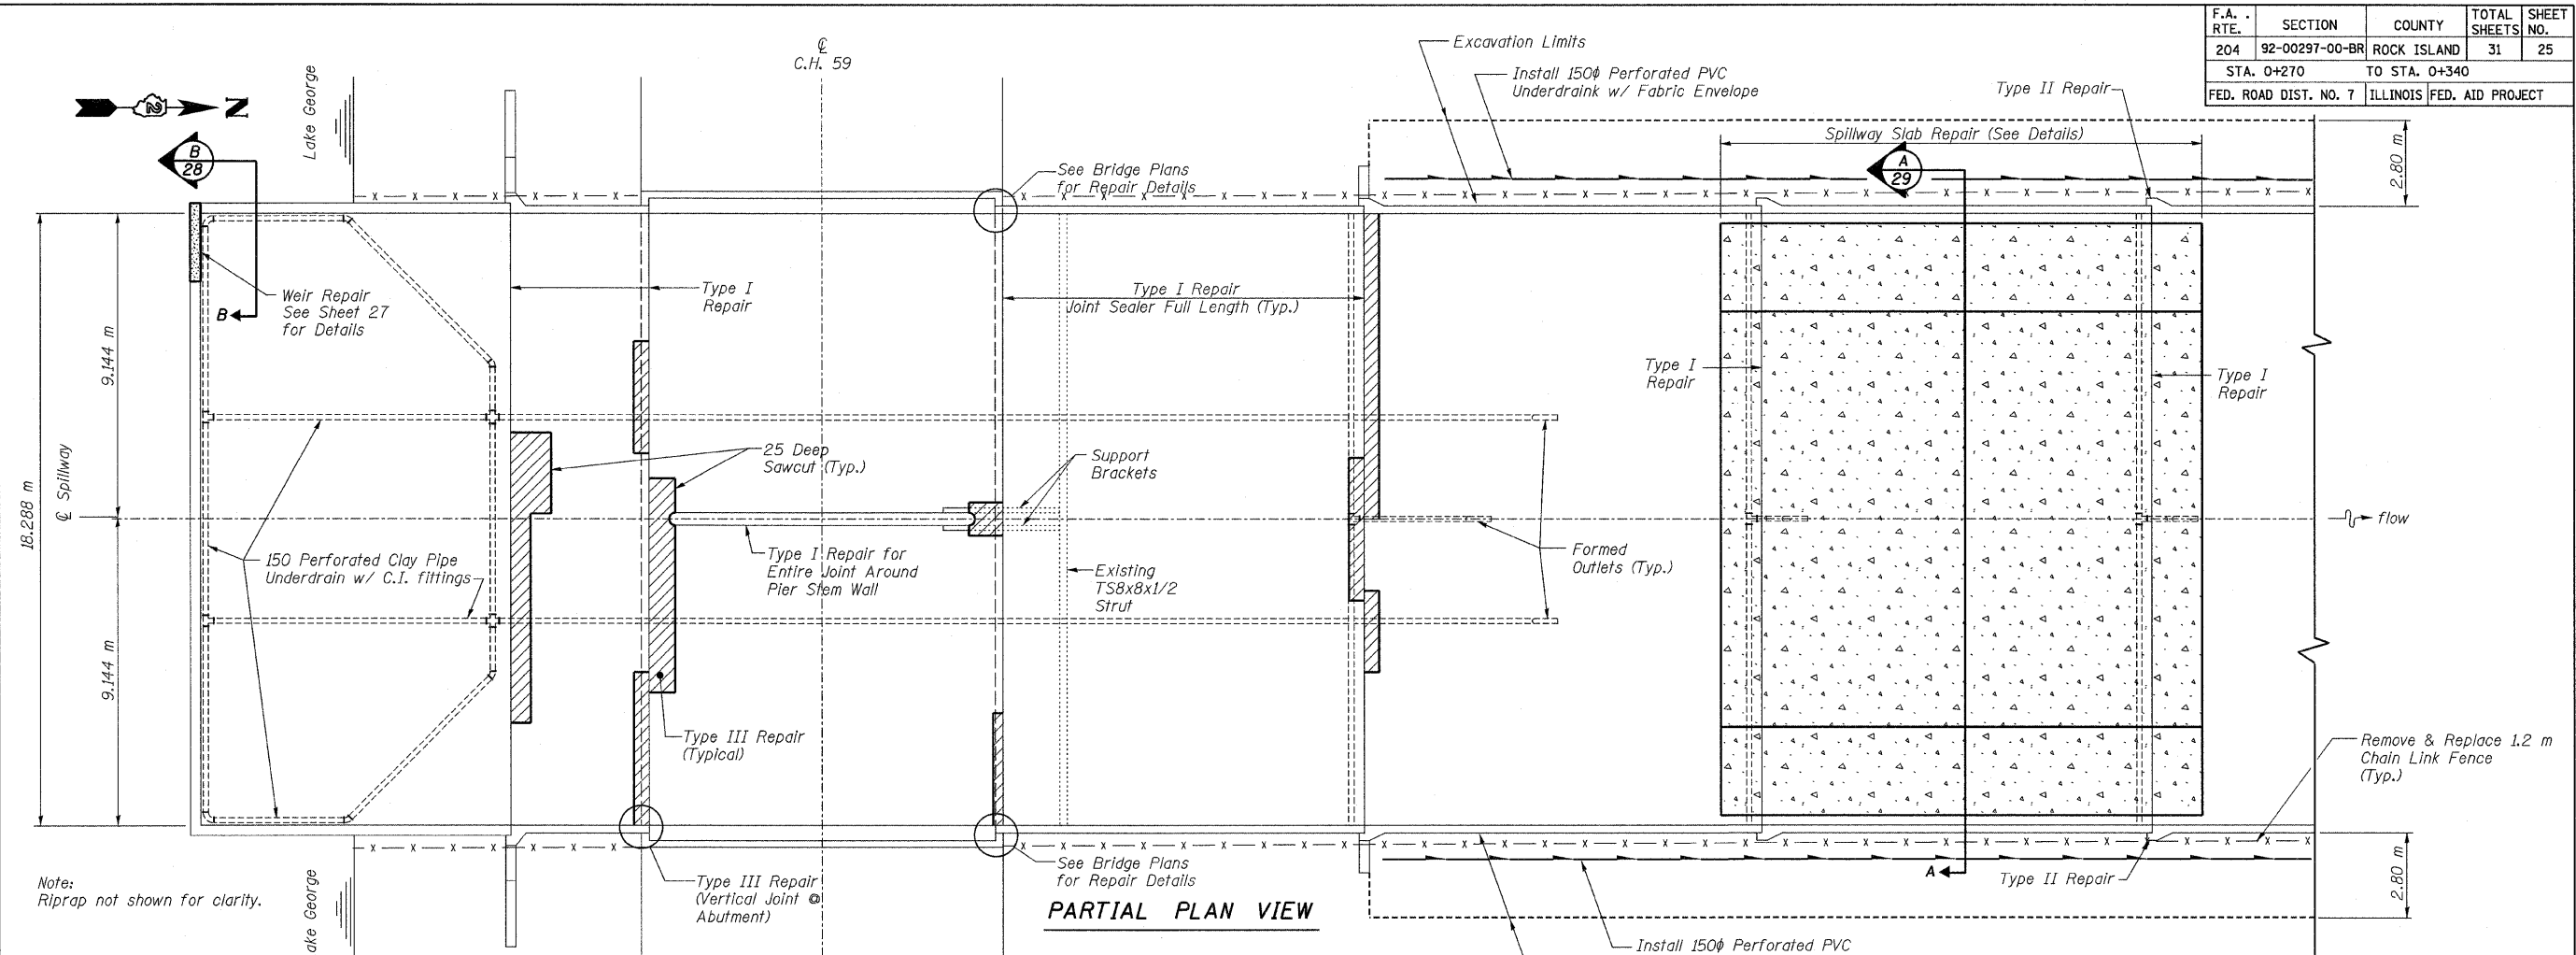 F.A. .
RTE.
SECTION
COUNTY
TOTAL
SHEETS
SHEET
NO.
204
92-00297-00-BR
ROCK ISLAND
31
25
STA. 0+270 TO STA. 0+340
FED. ROAD DIST. NO. 7
ILLINOIS
FED. AID PROJECT
℄
C.H. 59
Excavation Limits
Install 150ϕ Perforated PVC
Underdraink w/ Fabric Envelope
Type II Repair
Spillway Slab Repair (See Details)
2.80 m
N
Lake George
B
28
A
29
See Bridge Plans
for Repair Details
Weir Repair
See Sheet 27
for Details
B
Type I
Repair
Type I Repair
Joint Sealer Full Length (Typ.)
Type I
Repair
Type I
Repair
9.144 m
18.288 m
℄ Spillway
25 Deep
Sawcut (Typ.)
Support
Brackets
flow
150 Perforated Clay Pipe
Underdrain w/ C.I. fittings
Type I Repair for
Entire Joint Around
Pier Stem Wall
Existing
TS8x8x1/2
Strut
Formed
Outlets (Typ.)
9.144 m
Type III Repair
(Typical)
Remove & Replace 1.2 m
Chain Link Fence
(Typ.)
Note:
Riprap not shown for clarity.
ake George
Type III Repair
(Vertical Joint @
Abutment)
See Bridge Plans
for Repair Details
A
Type II Repair
2.80 m
PARTIAL PLAN VIEW
Install 150ϕ Perforated PVC